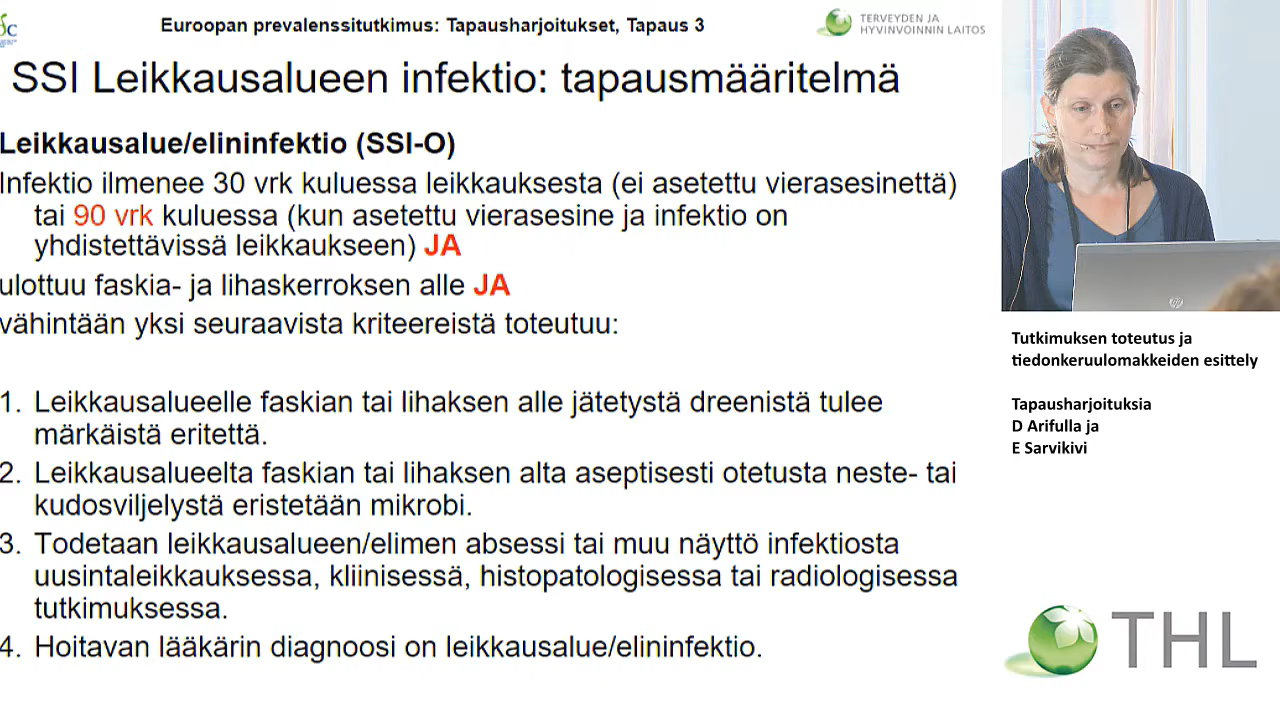 Euroopan prevalenssitutkimus: Tapausharjoitukset, Tapaus 3
TERVEYDEN JA
HYVINVOINNIN LAITOS
SSI Leikkausalueen infektio: tapausmääritelmä
Leikkausalue/elininfektio (SSI-O)
Infektio ilmenee 30 vrk kuluessa leikkauksesta (ei asetettu vierasesinettä)
tai 90 vrk kuluessa (kun asetettu vierasesine ja infektio on
yhdistettävissä leikkaukseen) JA
ulottuu faskia- ja lihaskerroksen alle JA
vähintään yksi seuraavista kriteereistä toteutuu:
1. Leikkausalueelle faskian tai lihaksen alle jätetystä dreenistä tulee
märkäistä eritettä.
2. Leikkausalueelta faskian tai lihaksen alta aseptisesti otetusta neste- tai
kudosviljelystä eristetään mikrobi.
3. Todetaan leikkausalueen/elimen absessi tai muu näyttö infektiosta
uusintaleikkauksessa, kliinisessä, histopatologisessa tai radiologisessa
tutkimuksessa.
4. Hoitavan lääkärin diagnoosi on leikkausalue/elininfektio.
hp
Tutkimuksen toteutus ja
tiedonkeruulomakkeiden esittely
Tapausharjoituksia
D Arifulla ja
E Sarvikivi
THL